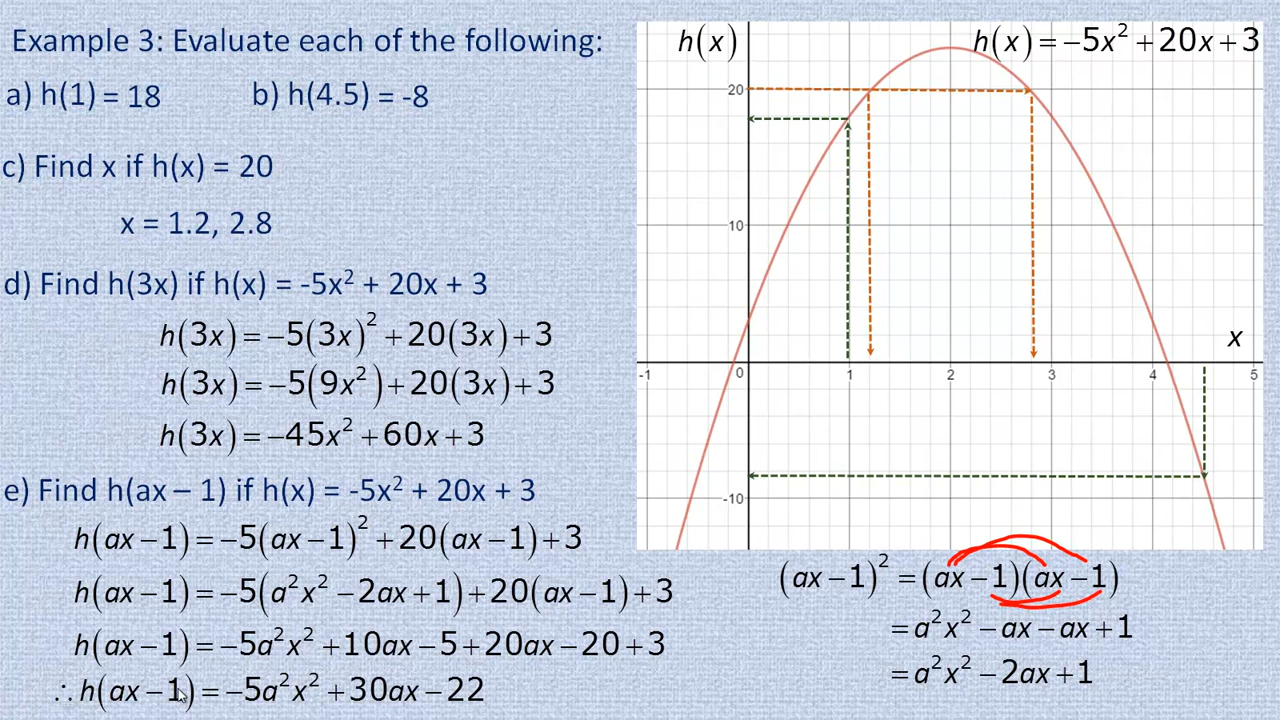 Example 3: Evaluate each of the following:
a) h(1) = 18 b) h(4.5) = -8
c) Find x if h(x) = 20
x = 1.2, 2.8
d) Find h(3x) if h(x) = -5x² + 20x + 3
h(3x) = −5(3x)² + 20(3x) + 3
h(3x) = −5(9x²) + 20(3x) + 3
h(3x) = −45x² + 60x + 3
e) Find h(ax – 1) if h(x) = -5x² + 20x + 3
h(ax − 1) = −5(ax − 1)² + 20(ax − 1) + 3
h(ax − 1) = −5(a²x² − 2ax + 1) + 20(ax − 1) + 3
h(ax − 1) = −5a²x² + 10ax − 5 + 20ax − 20 + 3
∴ h(ax − 1) = −5a²x² + 30ax − 22
h(x) h(x) = −5x² + 20x + 3
20
10
x
-1 0 1 2 3 4 5
-10
(ax − 1)² = (ax − 1)(ax − 1)
= a²x² − ax − ax + 1
= a²x² − 2ax + 1